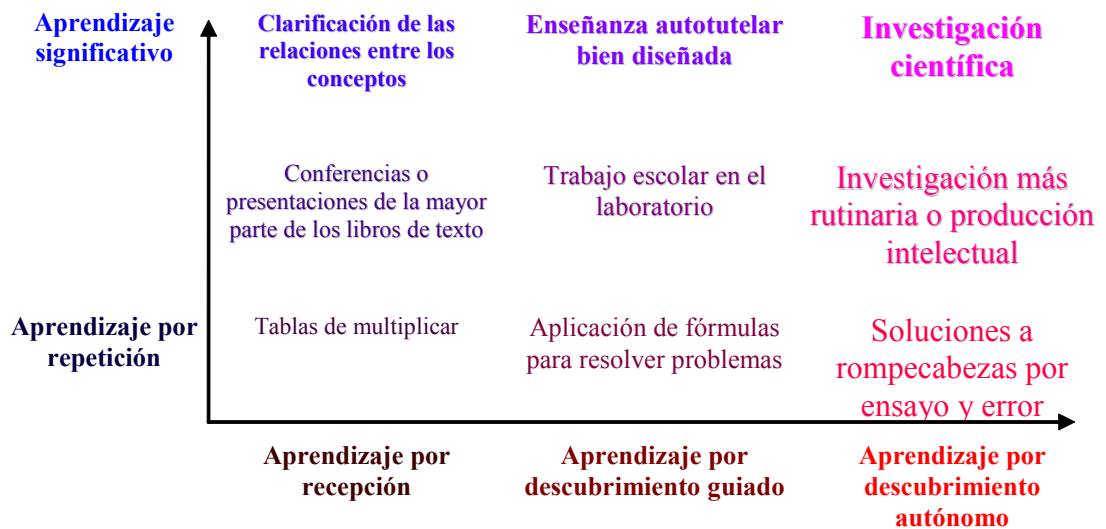 Aprendizaje
significativo
Clarificación de las
relaciones entre los
conceptos
Enseñanza autotutelar
bien diseñada
Investigación
científica
Conferencias o
presentaciones de la mayor
parte de los libros de texto
Trabajo escolar en el
laboratorio
Investigación más
rutinaria o producción
intelectual
Aprendizaje por
repetición
Tablas de multiplicar
Aplicación de fórmulas
para resolver problemas
Soluciones a
rompecabezas por
ensayo y error
Aprendizaje por
recepción
Aprendizaje por
descubrimiento guiado
Aprendizaje por
descubrimiento
autónomo